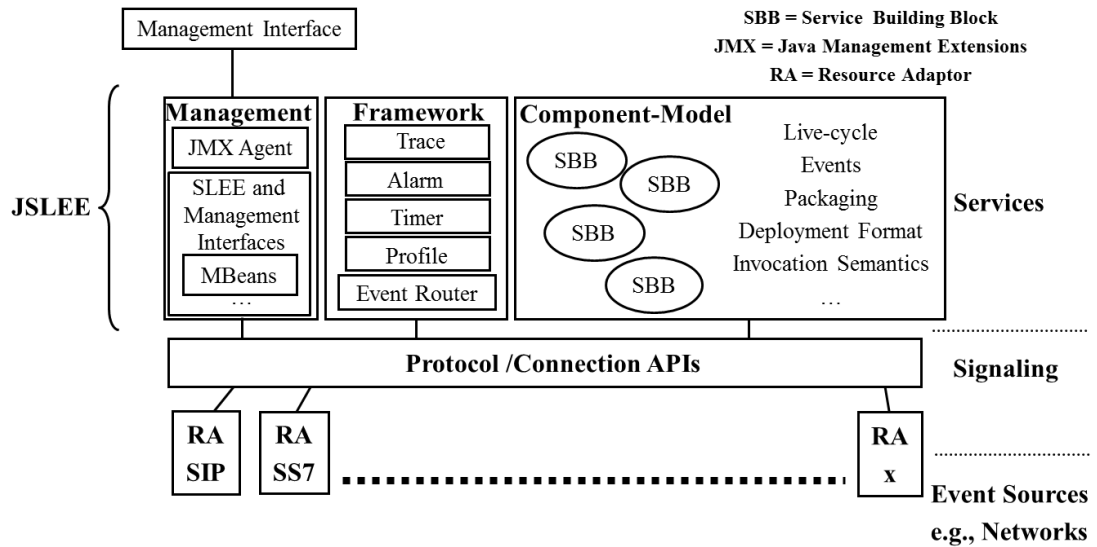 Management Interface
SBB = Service Building Block
JMX = Java Management Extensions
RA = Resource Adaptor
JSLEE
Management
JMX Agent
SLEE and
Management
Interfaces
MBeans
…
Framework
Trace
Alarm
Timer
Profile
Event Router
Component-Model
SBB
SBB
SBB
SBB
Live-cycle
Events
Packaging
Deployment Format
Invocation Semantics
…
Services
Protocol /Connection APIs
Signaling
RA
SIP
RA
SS7
RA
x
Event Sources
e.g., Networks